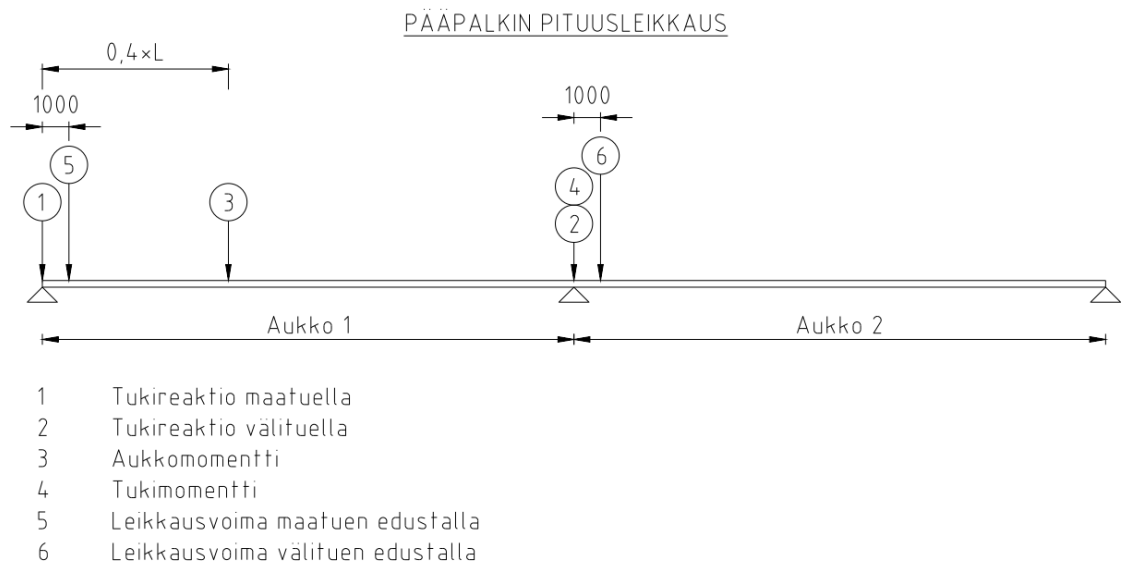 PÄÄPALKIN PITUUSLEIKKAUS
0,4×L
1000
1000
5
6
4
1
3
2
Aukko 1
Aukko 2
1 Tukireaktio maatuella
2 Tukireaktio välituella
3 Aukkomomentti
4 Tukimomentti
5 Leikkausvoima maatuen edustalla
6 Leikkausvoima välituen edustalla